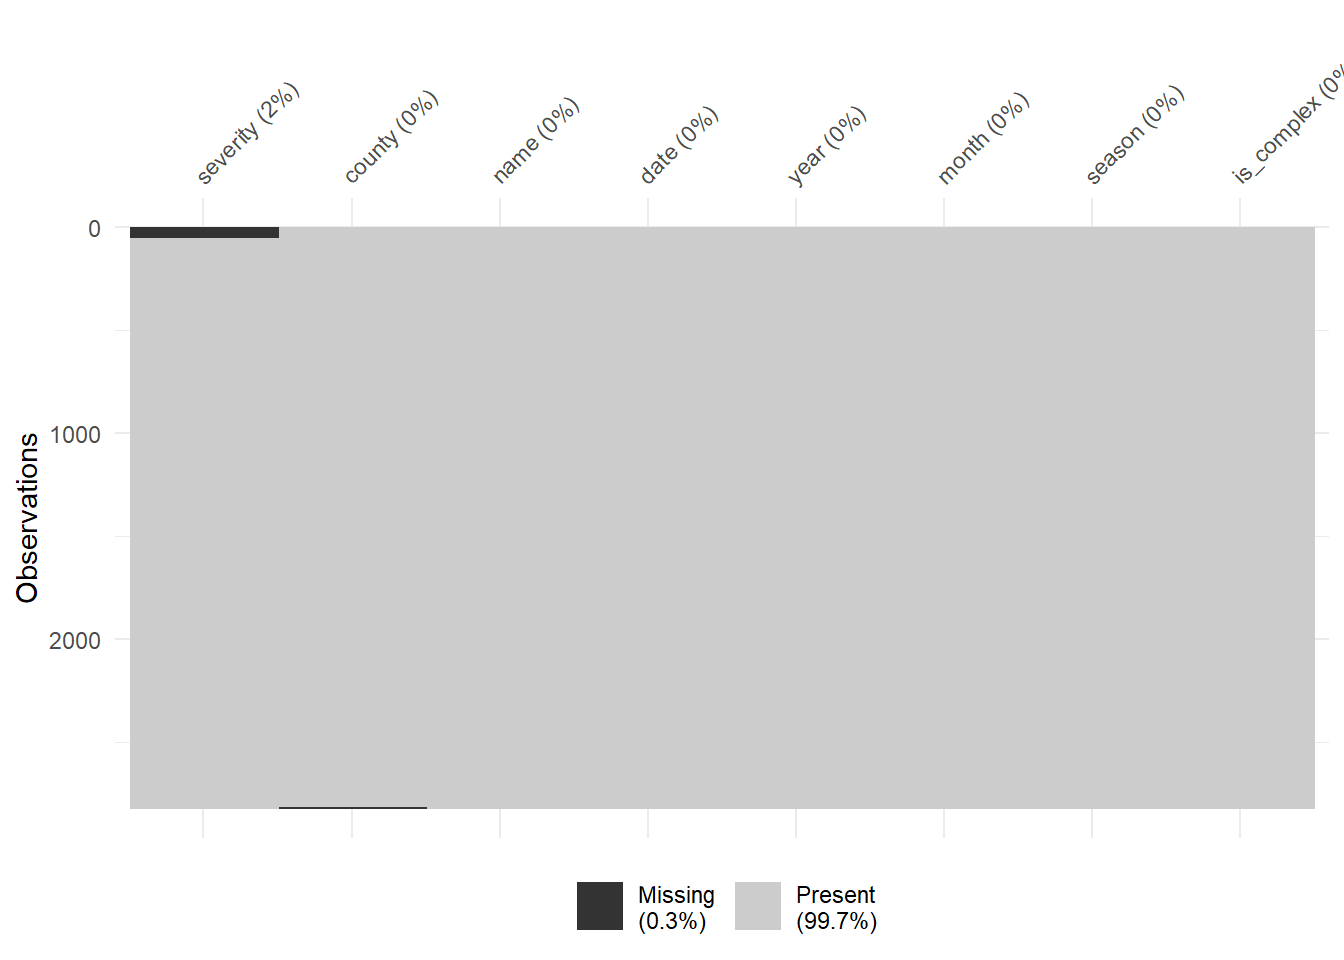 severity (2%)
county (0%)
name (0%)
date (0%)
year (0%)
month (0%)
season (0%)
is_complex (0%
0
1000
2000
Observations
Missing
(0.3%)
Present
(99.7%)